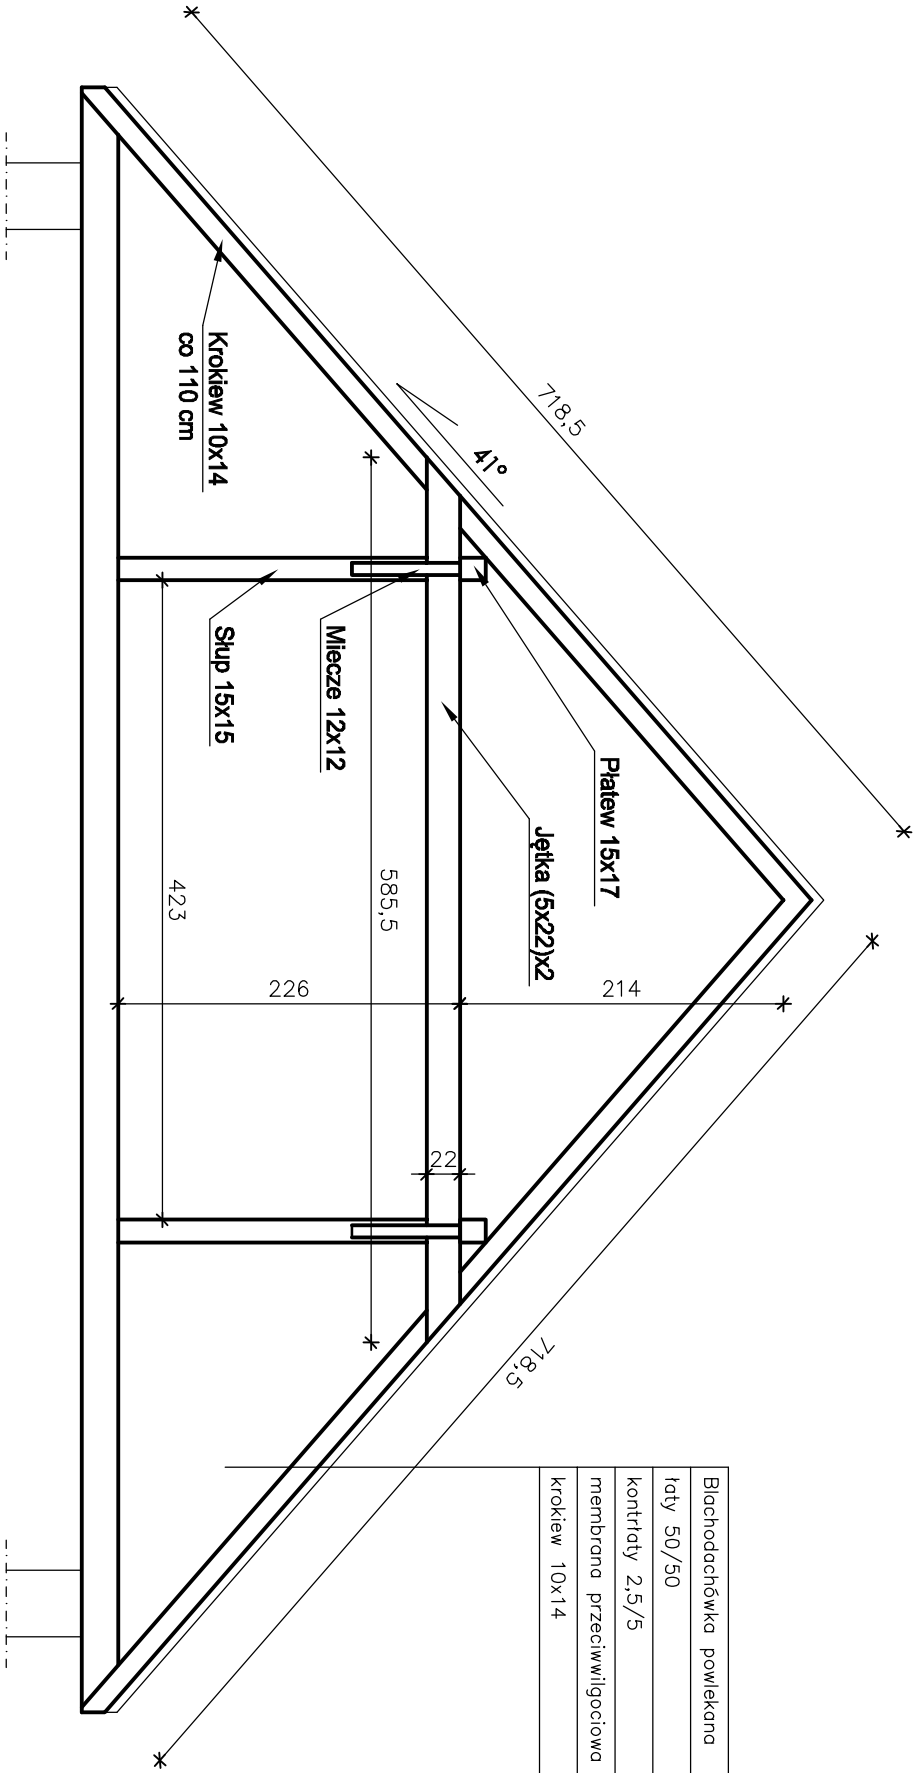 718,5
41°
Krokiew 10x14
co 110 cm
Słup 15x15
Miecze 12x12
Płatew 15x17
Jętka (5x22)x2
585,5
423
226
214
22
718,5
Blachodachówka powlekana
łaty 50/50
kontrłaty 2,5/5
membrana przeciwwilgociowa
krokiew 10x14